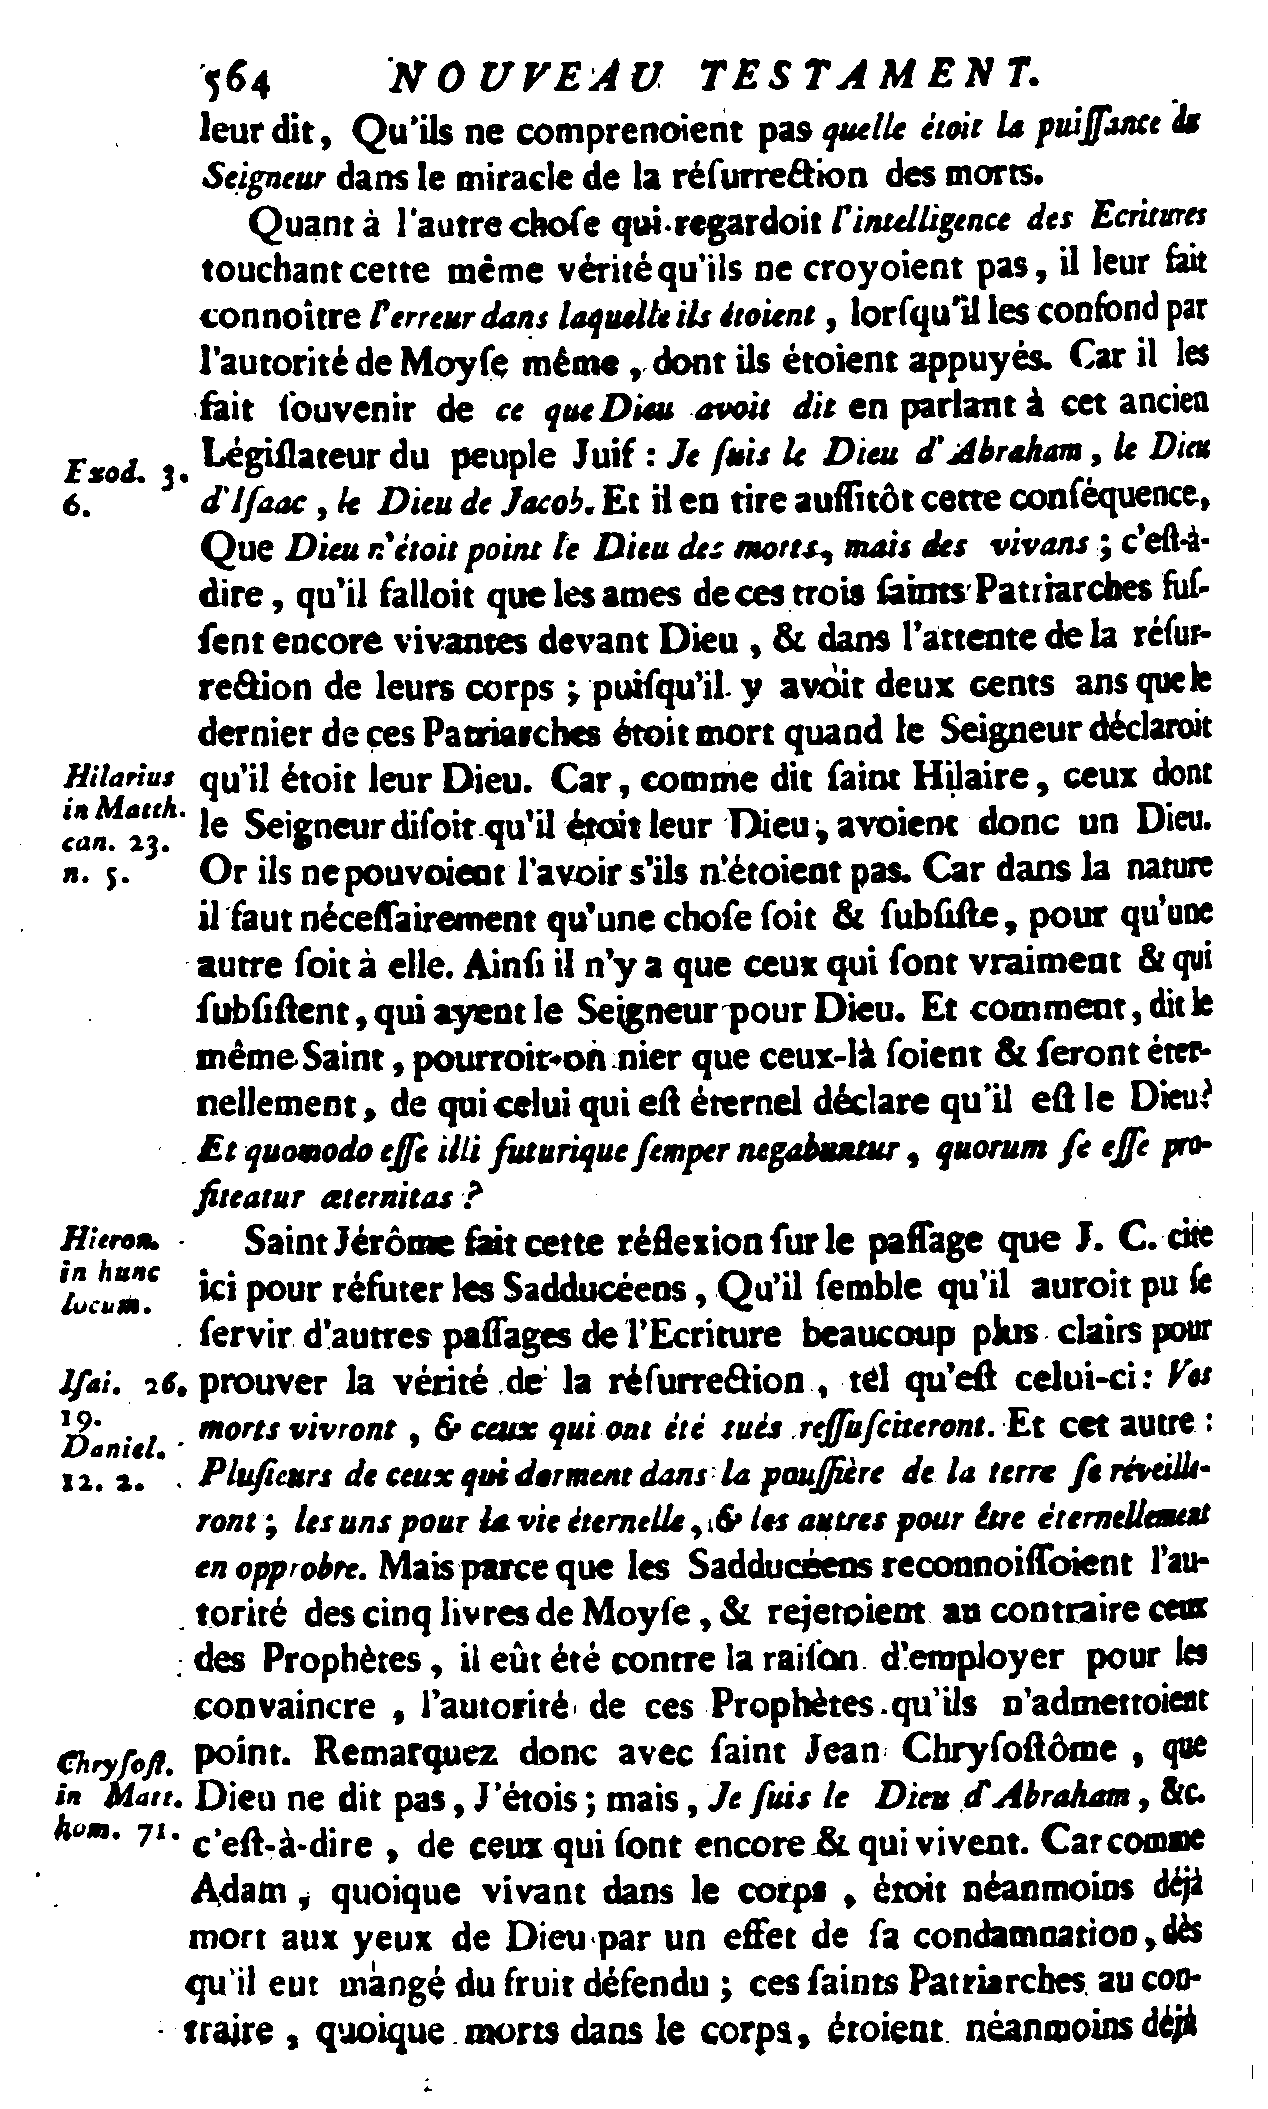 564 NOUVEAU TESTAMENT.
leur dit, Qu'ils ne comprenoient pas quelle étoit la puiſſance du
Seigneur dans le miracle de la réſurrection des morts.
Quant à l'autre choſe qui regardoit l'intelligence des Ecritures
touchant cette même vérité qu'ils ne croyoient pas, il leur fait
connoître l'erreur dans laquelle ils étoient, lorſqu'il les confond par
l'autorité de Moyſe même, dont ils étoient appuyés. Car il les
fait ſouvenir de ce que Dieu avoit dit en parlant à cet ancien
Légiſlateur du peuple Juif : Je ſuis le Dieu d'Abraham, le Dieu
Exod. 3.
6.
d'Iſaac, le Dieu de Jacob. Et il en tire auſſitôt cette conſéquence,
Que Dieu n'étoit point le Dieu des morts, mais des vivans ; c'eſt-à-
dire, qu'il falloit que les ames de ces trois ſaints Patriarches fuſ-
ſent encore vivantes devant Dieu, & dans l'attente de la réſur-
rection de leurs corps ; puiſqu'il y avoit deux cents ans que le
dernier de ces Patriarches étoit mort quand le Seigneur déclaroit
qu'il étoit leur Dieu. Car, comme dit ſaint Hilaire, ceux dont
Hilarius
in Matth.
can. 23.
n. 5.
le Seigneur diſoit qu'il étoit leur Dieu, avoient donc un Dieu.
Or ils ne pouvoient l'avoir s'ils n'étoient pas. Car dans la nature
il faut néceſſairement qu'une choſe ſoit & ſubſiſte, pour qu'une
autre ſoit à elle. Ainſi il n'y a que ceux qui ſont vraiment & qui
ſubſiſtent, qui ayent le Seigneur pour Dieu. Et comment, dit le
même Saint, pourroit-on nier que ceux-là ſoient & ſeront éter-
nellement, de qui celui qui eſt éternel déclare qu'il eſt le Dieu?
Et quomodo eſſe illi futurique ſemper negabuntur, quorum ſe eſſe pro-
fiteatur æternitas ?
Saint Jérôme fait cette réflexion ſur le paſſage que J. C. cite
Hieron.
in hunc
locum.
ici pour réfuter les Sadducéens, Qu'il ſemble qu'il auroit pu ſe
ſervir d'autres paſſages de l'Ecriture beaucoup plus clairs pour
prouver la vérité de la réſurrection, tel qu'eſt celui-ci : Vos
Iſai. 26.
19.
Daniel.
12. 2.
morts vivront, & ceux qui ont été tués reſſuſciteront. Et cet autre :
Pluſieurs de ceux qui dorment dans la pouſſière de la terre ſe réveille-
ront ; les uns pour la vie éternelle, & les autres pour être éternellement
en opprobre. Mais parce que les Sadducéens reconnoiſſoient l'au-
torité des cinq livres de Moyſe, & rejetoient au contraire ceux
des Prophètes, il eût été contre la raiſon d'employer pour les
convaincre, l'autorité de ces Prophètes qu'ils n'admettoient
point. Remarquez donc avec ſaint Jean Chryſoſtôme, que
Chryſoſt.
in Matt.
hom. 71.
Dieu ne dit pas, J'étois ; mais, Je ſuis le Dieu d'Abraham, &c.
c'eſt-à-dire, de ceux qui ſont encore & qui vivent. Car comme
Adam, quoique vivant dans le corps, étoit néanmoins déjà
mort aux yeux de Dieu par un effet de ſa condamnation, dès
qu'il eut mangé du fruit défendu ; ces ſaints Patriarches au con-
traire, quoique morts dans le corps, étoient néanmoins déjà